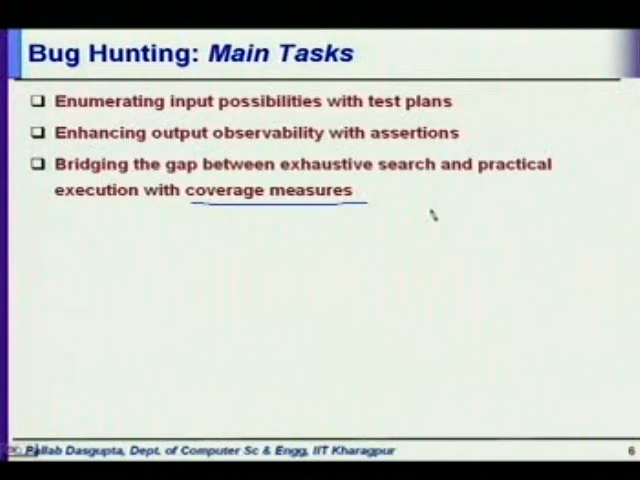 Bug Hunting: Main Tasks
Enumerating input possibilities with test plans
Enhancing output observability with assertions
Bridging the gap between exhaustive search and practical
execution with coverage measures
Pallab Dasgupta, Dept. of Computer Sc & Engg, IIT Kharagpur
6